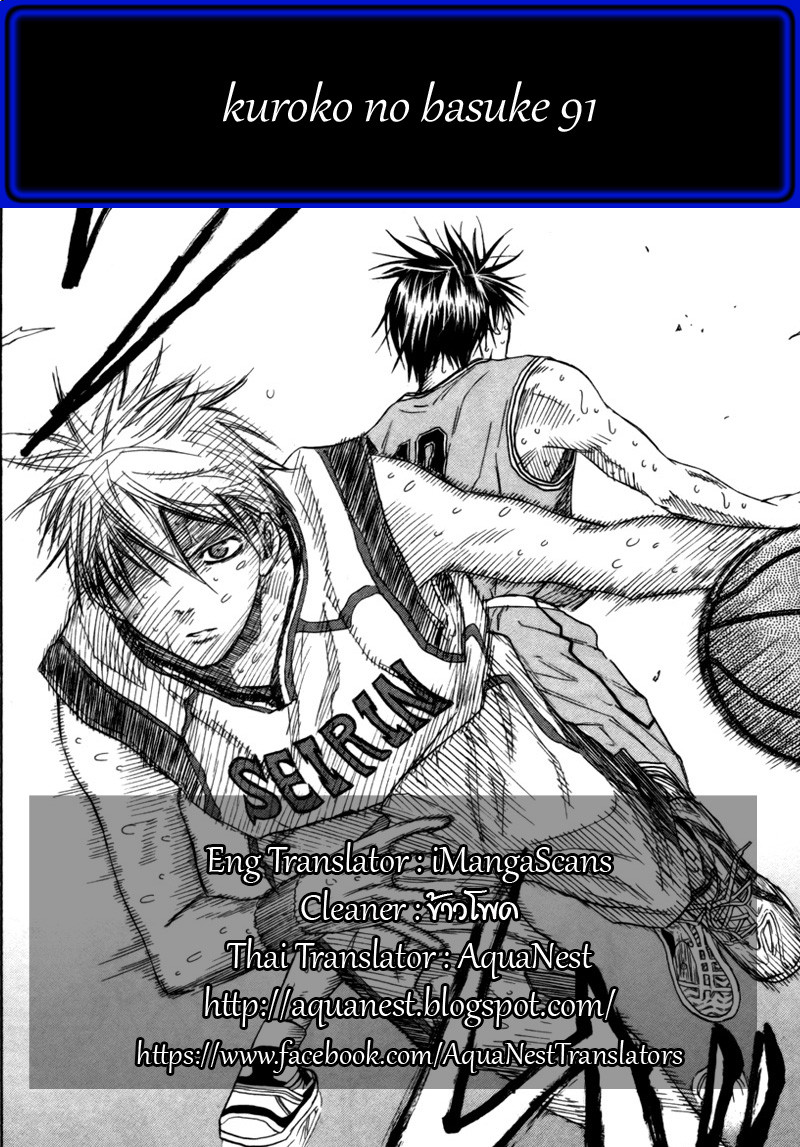 kuroko no basuke 91
10
SEIRIN
Eng Translator : iMangaScans
Cleaner : ข้าวโพด
Thai Translator : AquaNest
http://aquanest.blogspot.com/
https://www.facebook.com/AquaNestTranslators